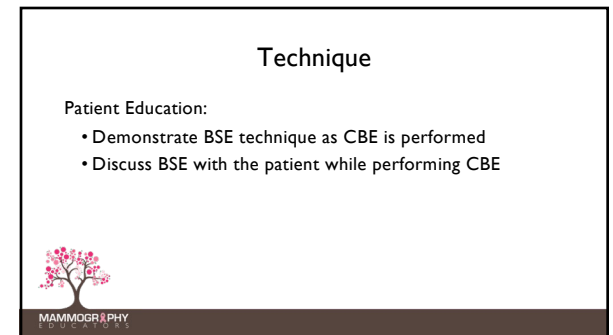 Technique
Patient Education:
• Demonstrate BSE technique as CBE is performed
• Discuss BSE with the patient while performing CBE
MAMMOGRAPHY
EDUCATORS